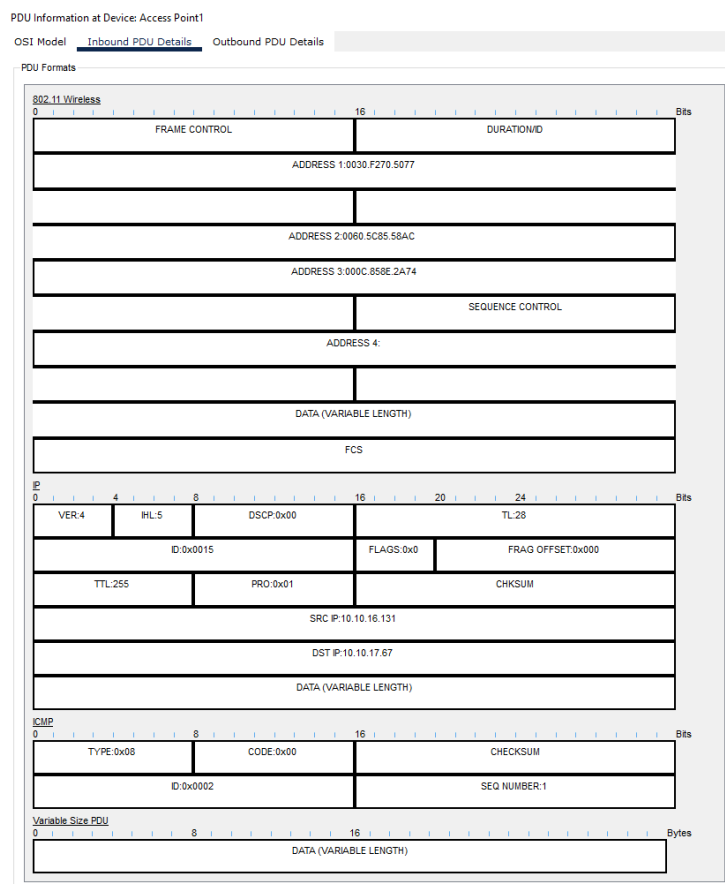 PDU Information at Device: Access Point1
OSI Model Inbound PDU Details Outbound PDU Details
PDU Formats
802.11 Wireless
0 16 Bits
FRAME CONTROL DURATION/ID
ADDRESS 1:0030.F270.5077
ADDRESS 2:0060.5C85.58AC
ADDRESS 3:000C.858E.2A74
SEQUENCE CONTROL
ADDRESS 4:
DATA (VARIABLE LENGTH)
FCS
IP
0 4 8 16 20 24 Bits
VER:4 IHL:5 DSCP:0x00 TL:28
ID:0x0015 FLAGS:0x0 FRAG OFFSET:0x000
TTL:255 PRO:0x01 CHKSUM
SRC IP:10.10.16.131
DST IP:10.10.17.67
DATA (VARIABLE LENGTH)
ICMP
0 8 16 Bits
TYPE:0x08 CODE:0x00 CHECKSUM
ID:0x0002 SEQ NUMBER:1
Variable Size PDU
0 8 16 Bytes
DATA (VARIABLE LENGTH)